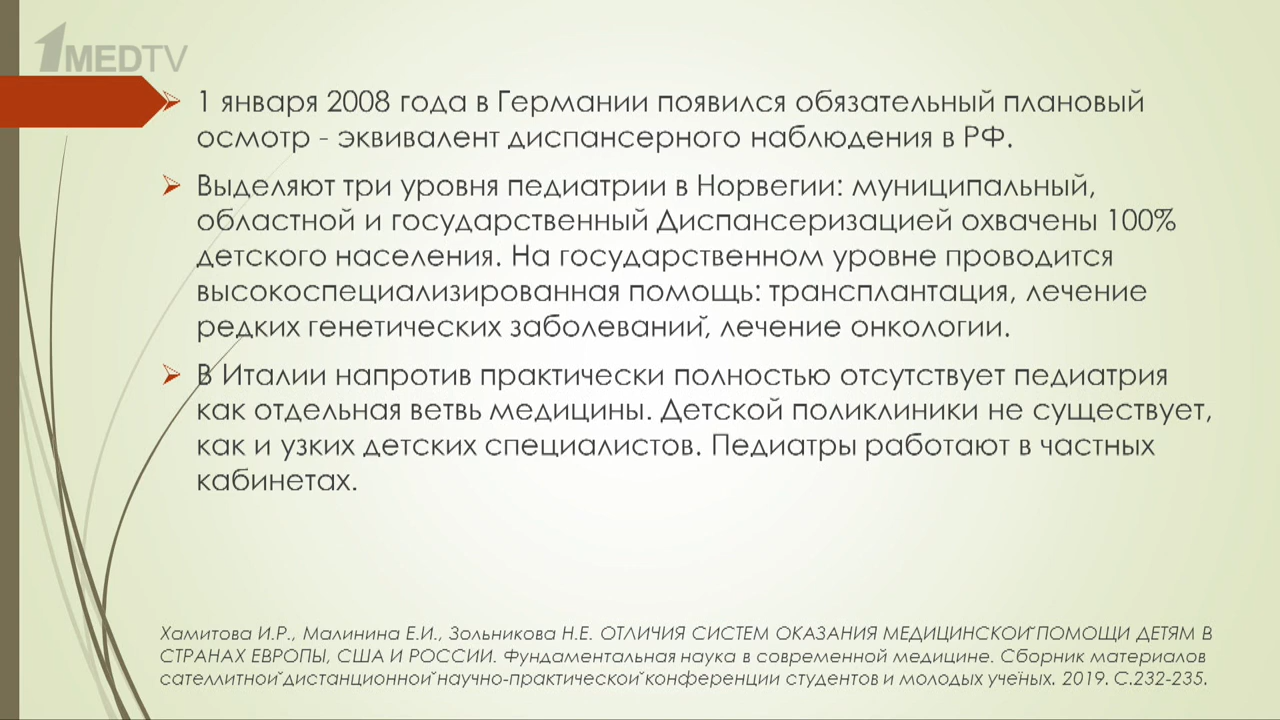 1MEDTV
1 января 2008 года в Германии появился обязательный плановый
осмотр - эквивалент диспансерного наблюдения в РФ.
Выделяют три уровня педиатрии в Норвегии: муниципальный,
областной и государственный Диспансеризацией охвачены 100%
детского населения. На государственном уровне проводится
высокоспециализированная помощь: трансплантация, лечение
редких генетических заболеваний, лечение онкологии.
В Италии напротив практически полностью отсутствует педиатрия
как отдельная ветвь медицины. Детской поликлиники не существует,
как и узких детских специалистов. Педиатры работают в частных
кабинетах.
Хамитова И.Р., Малинина Е.И., Зольникова Н.Е. ОТЛИЧИЯ СИСТЕМ ОКАЗАНИЯ МЕДИЦИНСКОЙ ПОМОЩИ ДЕТЯМ В
СТРАНАХ ЕВРОПЫ, США И РОССИИ. Фундаментальная наука в современной медицине. Сборник материалов
сателлитной дистанционной научно-практической конференции студентов и молодых учёных. 2019. С.232-235.